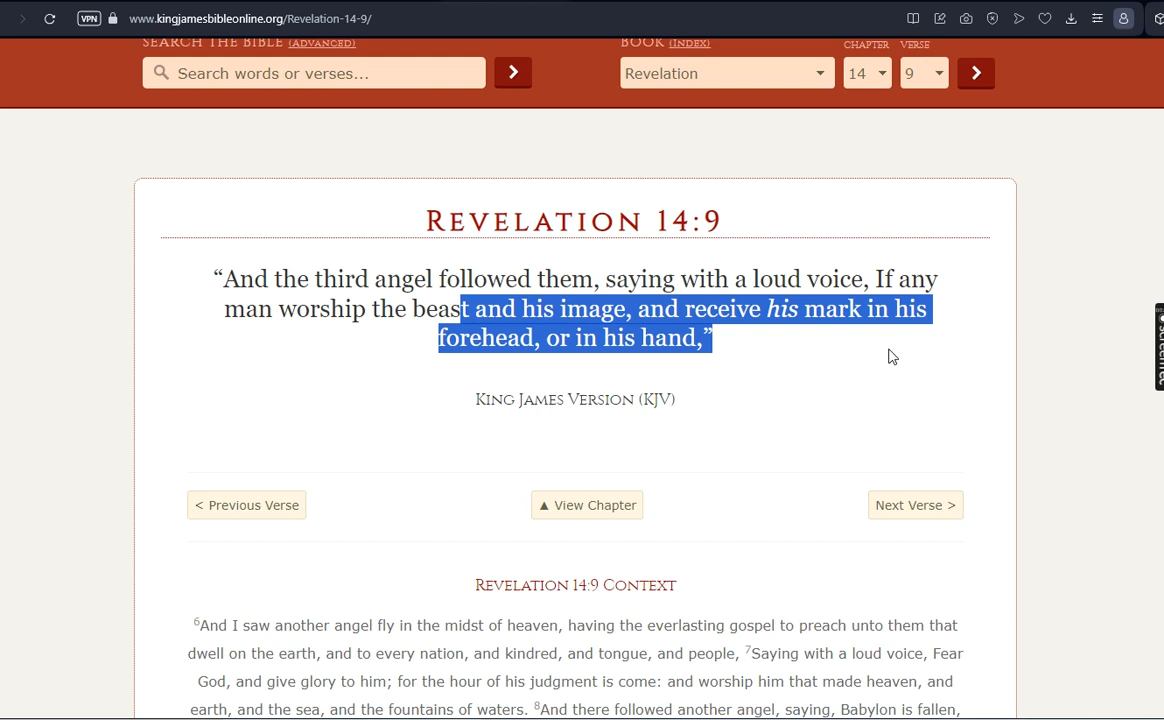 VPN www.kingjamesbibleonline.org/Revelation-14-9/
SEARCH THE BIBLE (ADVANCED) BOOK (INDEX) CHAPTER VERSE
Search words or verses... Revelation 14 9
REVELATION 14:9
“And the third angel followed them, saying with a loud voice, If any
man worship the beast and his image, and receive his mark in his
forehead, or in his hand,”
KING JAMES VERSION (KJV)
< Previous Verse ▲ View Chapter Next Verse >
REVELATION 14:9 CONTEXT
6And I saw another angel fly in the midst of heaven, having the everlasting gospel to preach unto them that
dwell on the earth, and to every nation, and kindred, and tongue, and people, 7Saying with a loud voice, Fear
God, and give glory to him; for the hour of his judgment is come: and worship him that made heaven, and
earth, and the sea, and the fountains of waters. 8And there followed another angel, saying, Babylon is fallen,